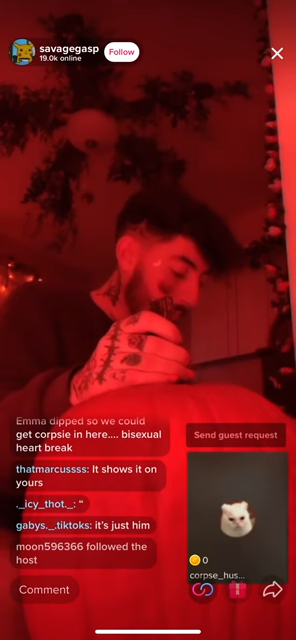 savagegasp
19.0k online
Follow
Emma dipped so we could
get corpsie in here.... bisexual
heart break
Send guest request
thatmarcussss: It shows it on
yours
._icy_thot._: “
gabys._.tiktoks: it’s just him
moon596366 followed the
host
0
corpse_hus...
Comment